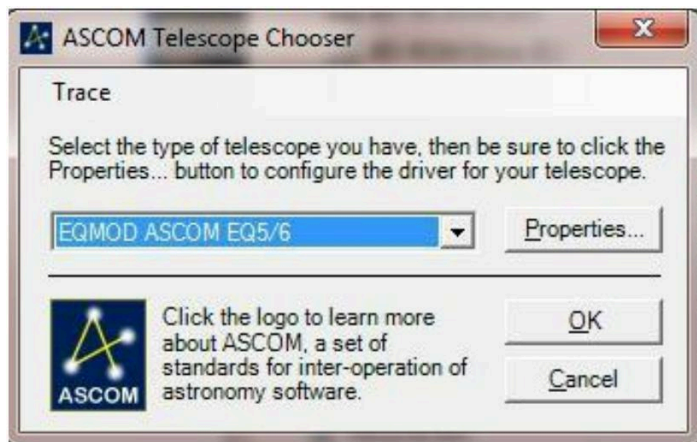 ASCOM Telescope Chooser
Trace
Select the type of telescope you have, then be sure to click the
Properties... button to configure the driver for your telescope.
EQMOD ASCOM EQ5/6
Properties...
Click the logo to learn more
about ASCOM, a set of
standards for inter-operation of
astronomy software.
ASCOM
OK
Cancel